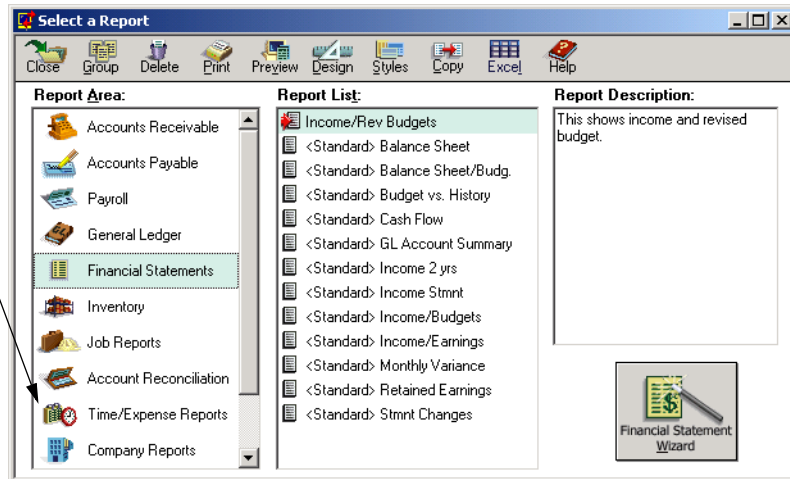 Select a Report
Close Group Delete Print Preview Design Styles Copy Excel Help
Report Area:
Accounts Receivable
Accounts Payable
Payroll
General Ledger
Financial Statements
Inventory
Job Reports
Account Reconciliation
Time/Expense Reports
Company Reports
Report List:
Income/Rev Budgets
<Standard> Balance Sheet
<Standard> Balance Sheet/Budg.
<Standard> Budget vs. History
<Standard> Cash Flow
<Standard> GL Account Summary
<Standard> Income 2 yrs
<Standard> Income Stmnt
<Standard> Income/Budgets
<Standard> Income/Earnings
<Standard> Monthly Variance
<Standard> Retained Earnings
<Standard> Stmnt Changes
Report Description:
This shows income and revised
budget.
Financial Statement
Wizard